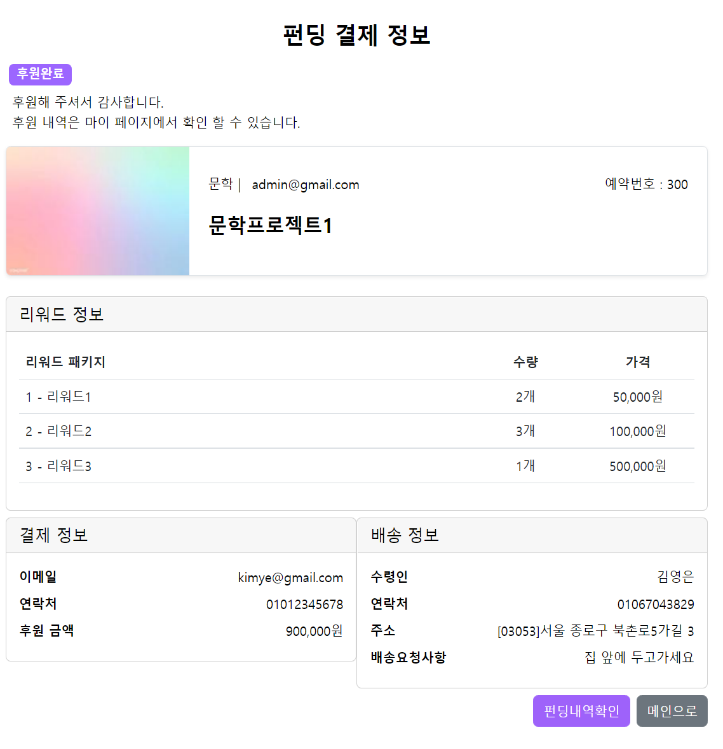 펀딩 결제 정보
후원완료
후원해 주셔서 감사합니다.
후원 내역은 마이 페이지에서 확인 할 수 있습니다.
문학 | admin@gmail.com 예약번호 : 300
문학프로젝트1
리워드 정보
리워드 패키지 수량 가격
1 - 리워드1 2개 50,000원
2 - 리워드2 3개 100,000원
3 - 리워드3 1개 500,000원
결제 정보
이메일 kimye@gmail.com
연락처 01012345678
후원 금액 900,000원
배송 정보
수령인 김영은
연락처 01067043829
주소 [03053]서울 종로구 북촌로5가길 3
배송요청사항 집 앞에 두고가세요
펀딩내역확인 메인으로